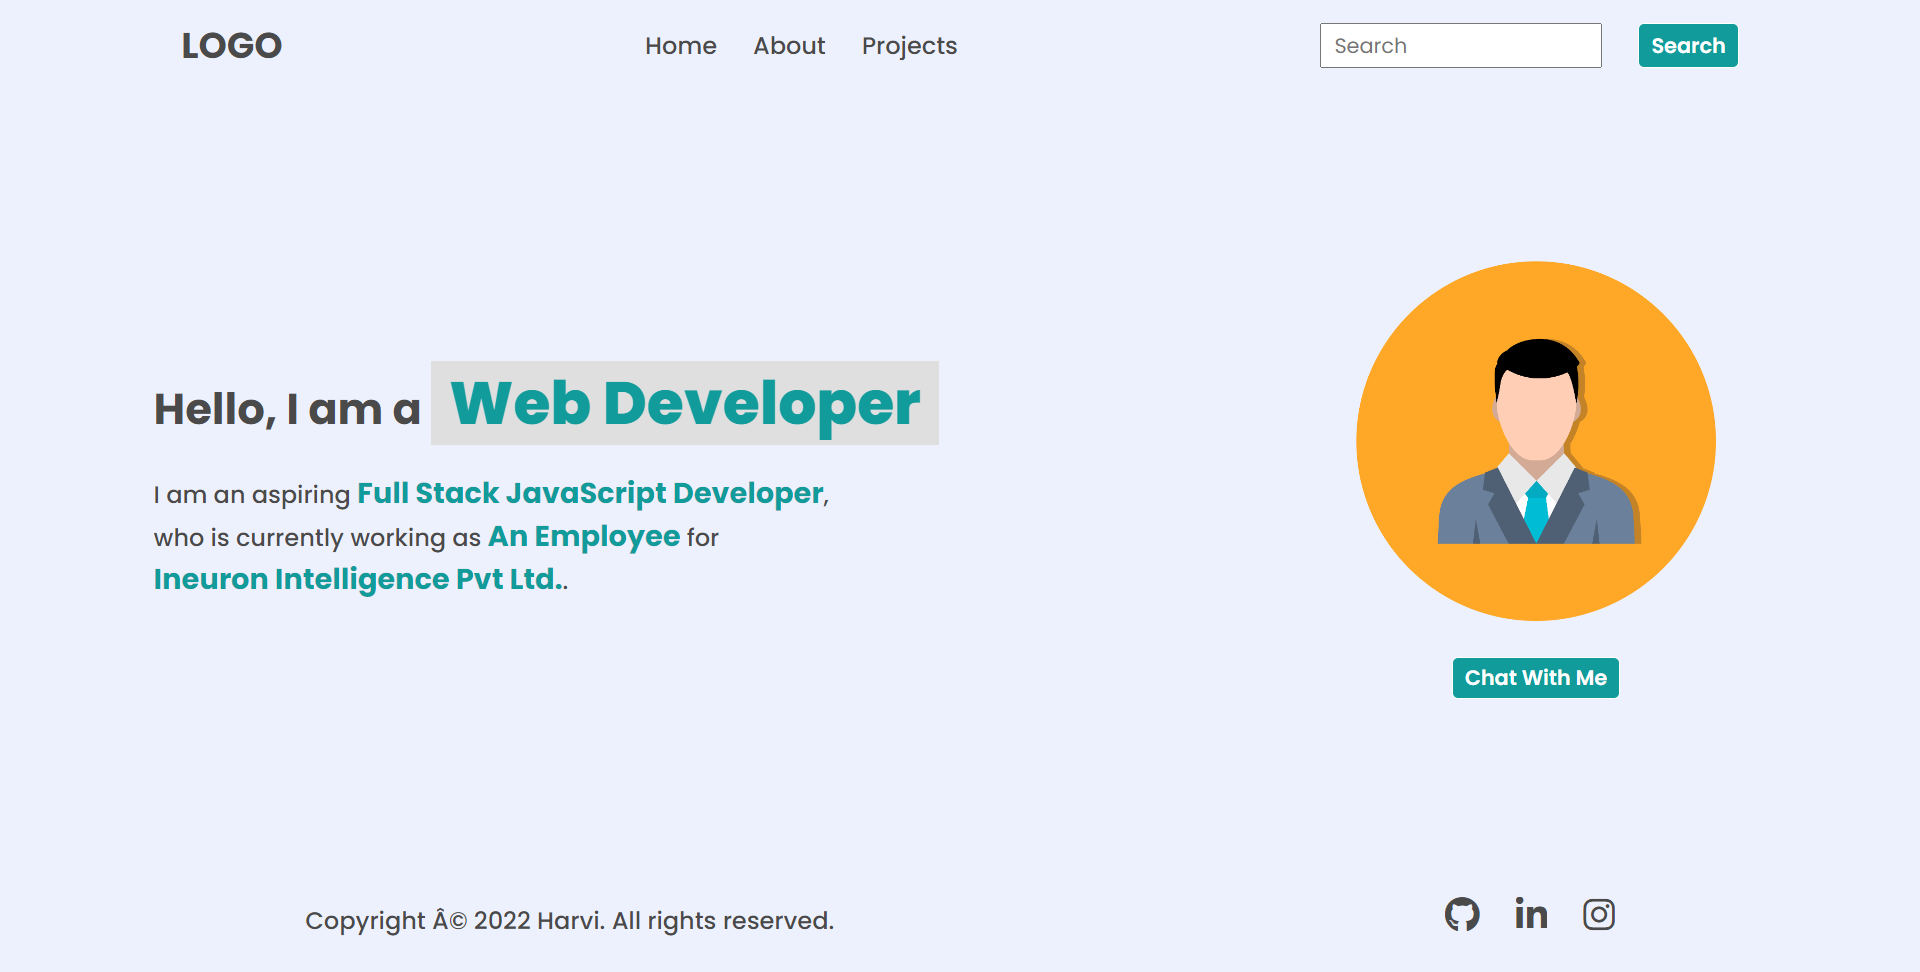 LOGO
Home About Projects
Search Search
Hello, I am a Web Developer
I am an aspiring Full Stack JavaScript Developer,
who is currently working as An Employee for
Ineuron Intelligence Pvt Ltd..
Chat With Me
Copyright Â© 2022 Harvi. All rights reserved.
in